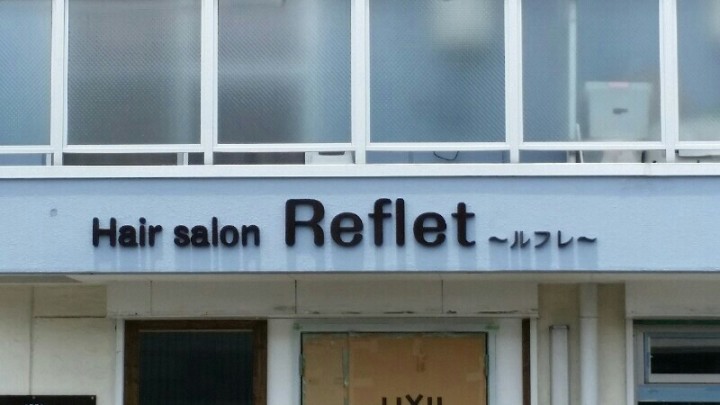 Hair salon Reflet ～ルフレ～